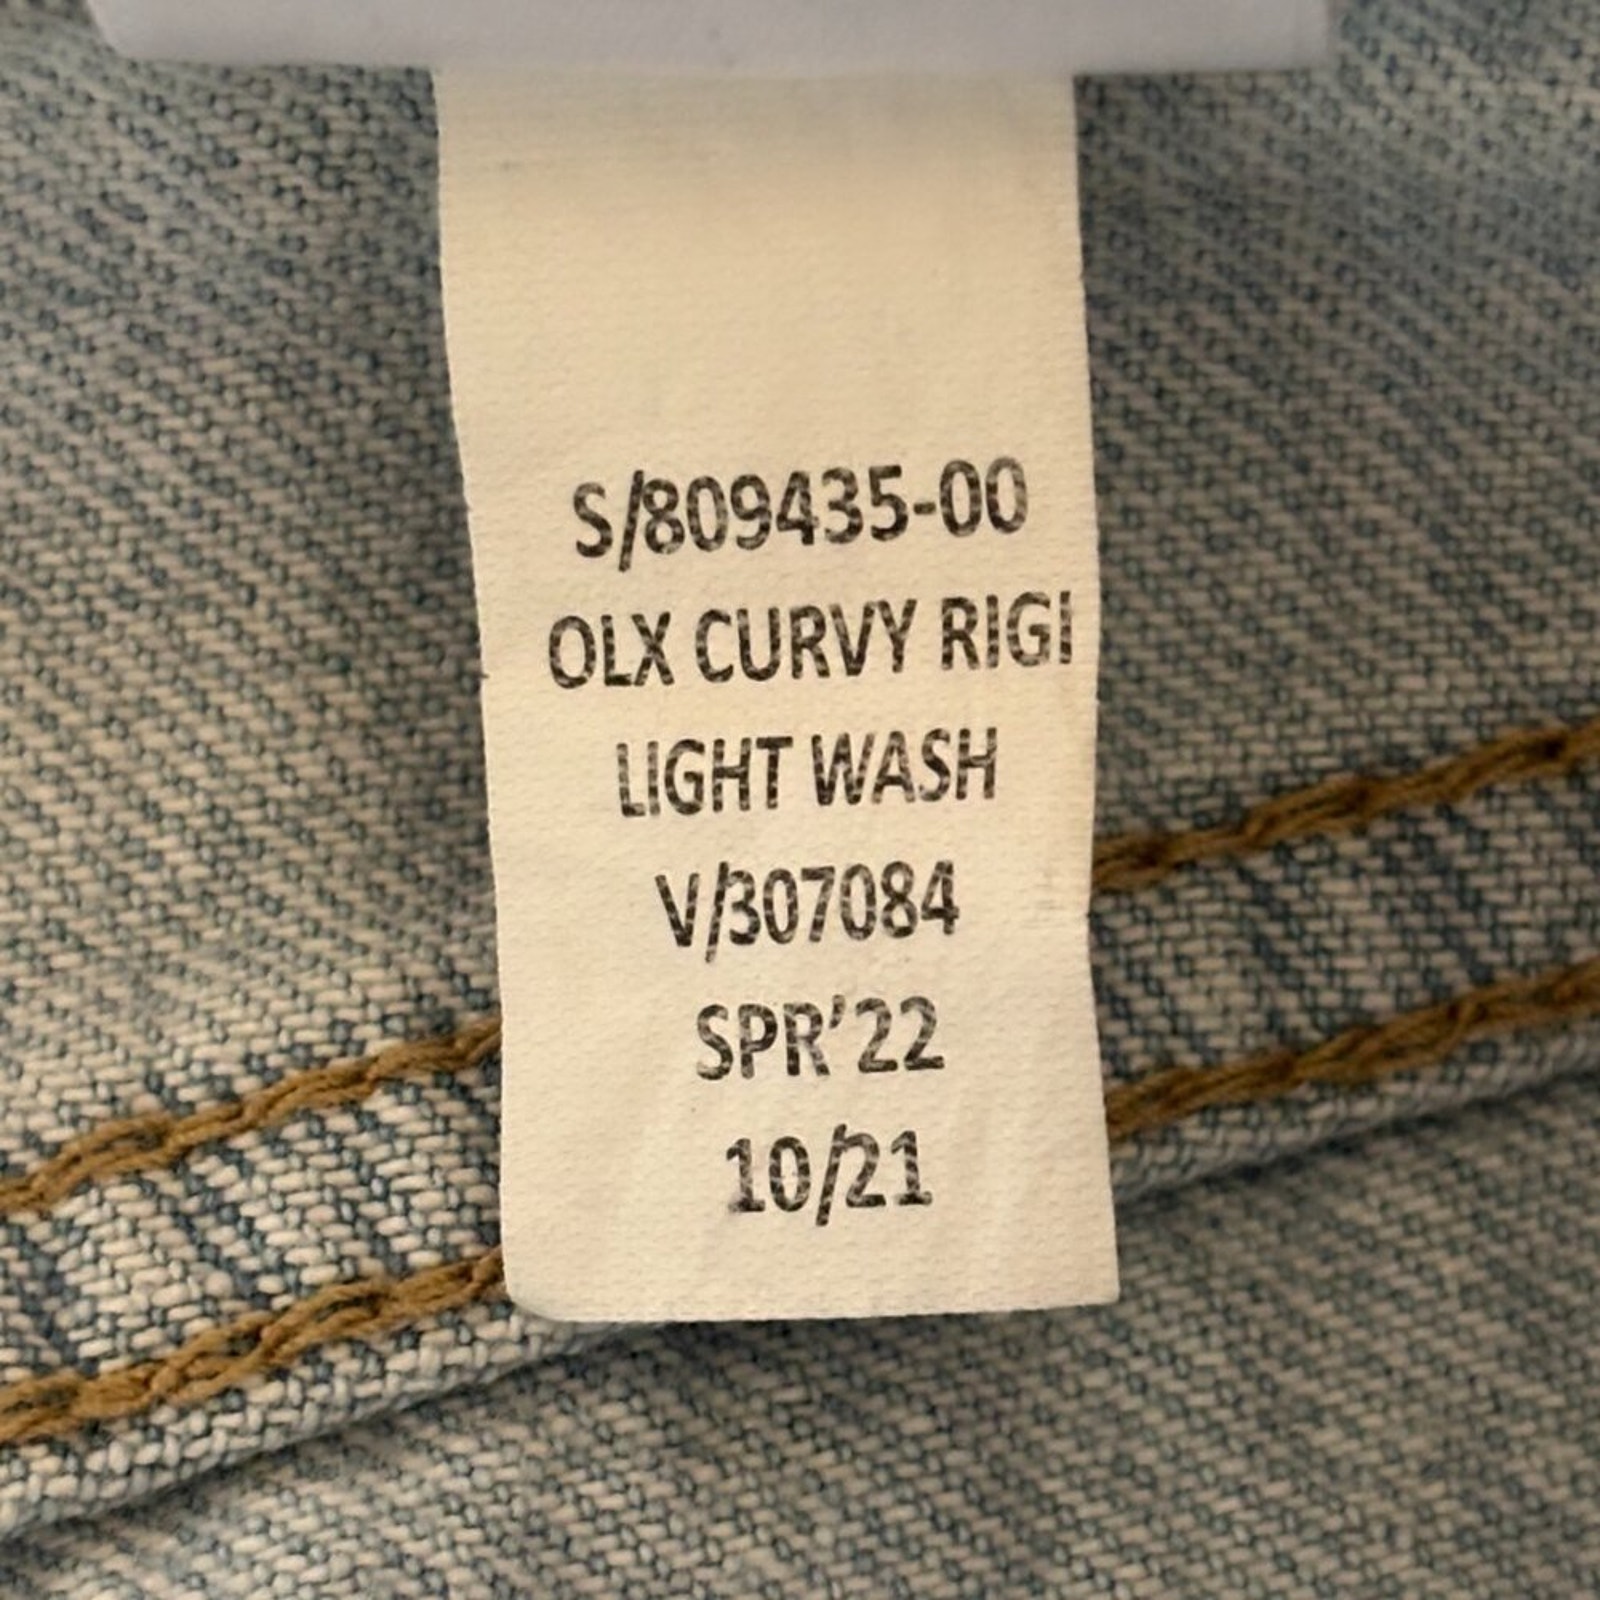 S/809435-00
OLX CURVY RIGI
LIGHT WASH
V/307084
SPR'22
10/21